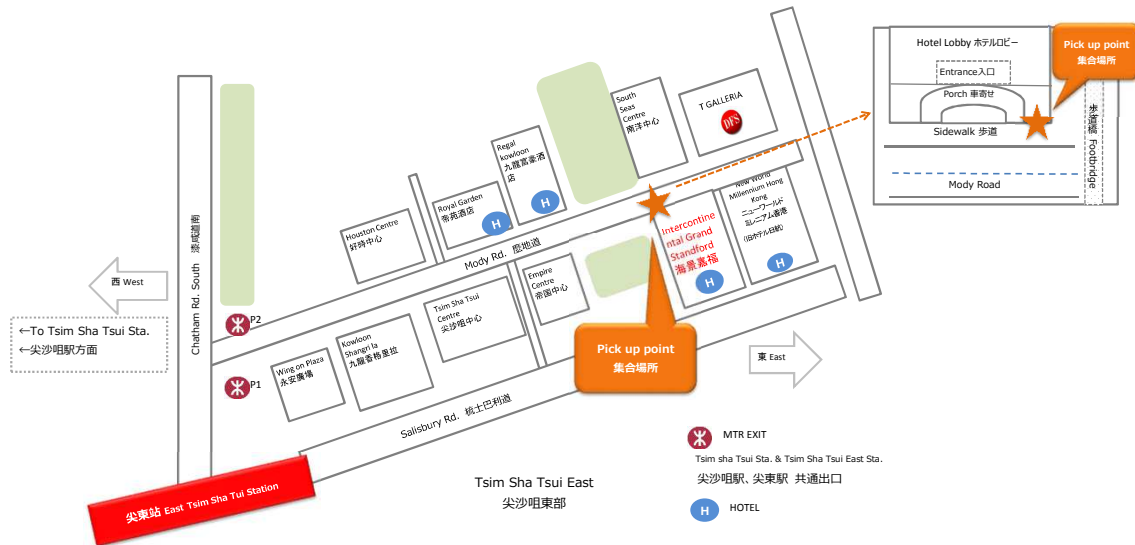 Hotel Lobby ホテルロビー
Entrance入口
Porch 車寄せ
Sidewalk 歩道
Mody Road
歩道橋 Footbridge
Pick up point
集合場所
T GALLERIA
DFS
South
Seas
Centre
南洋中心
Regal
kowloon
九龍富豪酒
店
H
Royal Garden
帝苑酒店
H
Houston Centre
好時中心
Mody Rd. 麼地道
New World
Millennium Hong
Kong
ニューワールド
ミレニアム香港
(旧ホテル日航)
H
Intercontine
ntal Grand
Standford
海景嘉福
H
Empire
Centre
帝国中心
Tsim Sha Tsui
Centre
尖沙咀中心
Kowloon
Shangri la
九龍香格里拉
Wing on Plaza
永安廣場
Chatham Rd. South 漆咸道南
西 West
←To Tsim Sha Tsui Sta.
←尖沙咀駅方面
P2
P1
Salisbury Rd. 梳士巴利道
Pick up point
集合場所
東 East
尖東站 East Tsim Sha Tui Station
Tsim Sha Tsui East
尖沙咀東部
MTR EXIT
Tsim sha Tsui Sta. & Tsim Sha Tsui East Sta.
尖沙咀駅、尖東駅 共通出口
H HOTEL